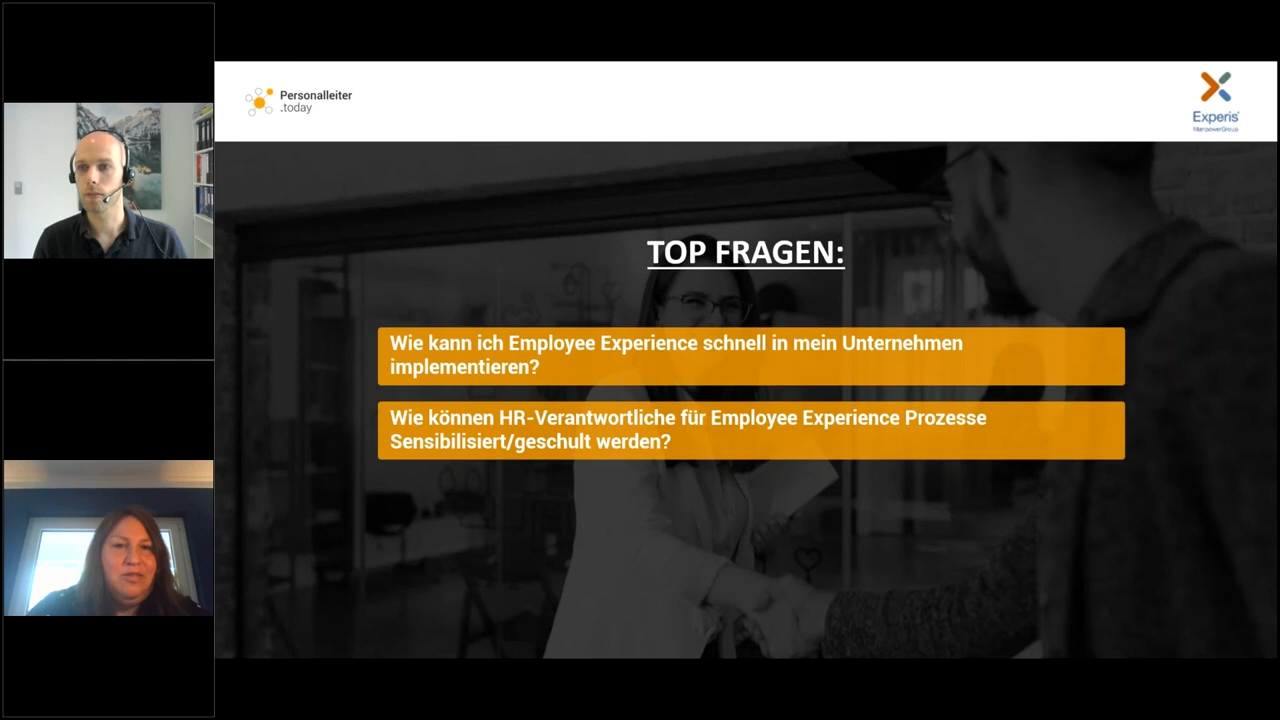 Personalleiter
.today
Experis
ManpowerGroup
TOP FRAGEN:
Wie kann ich Employee Experience schnell in mein Unternehmen
implementieren?
Wie können HR-Verantwortliche für Employee Experience Prozesse
Sensibilisiert/geschult werden?